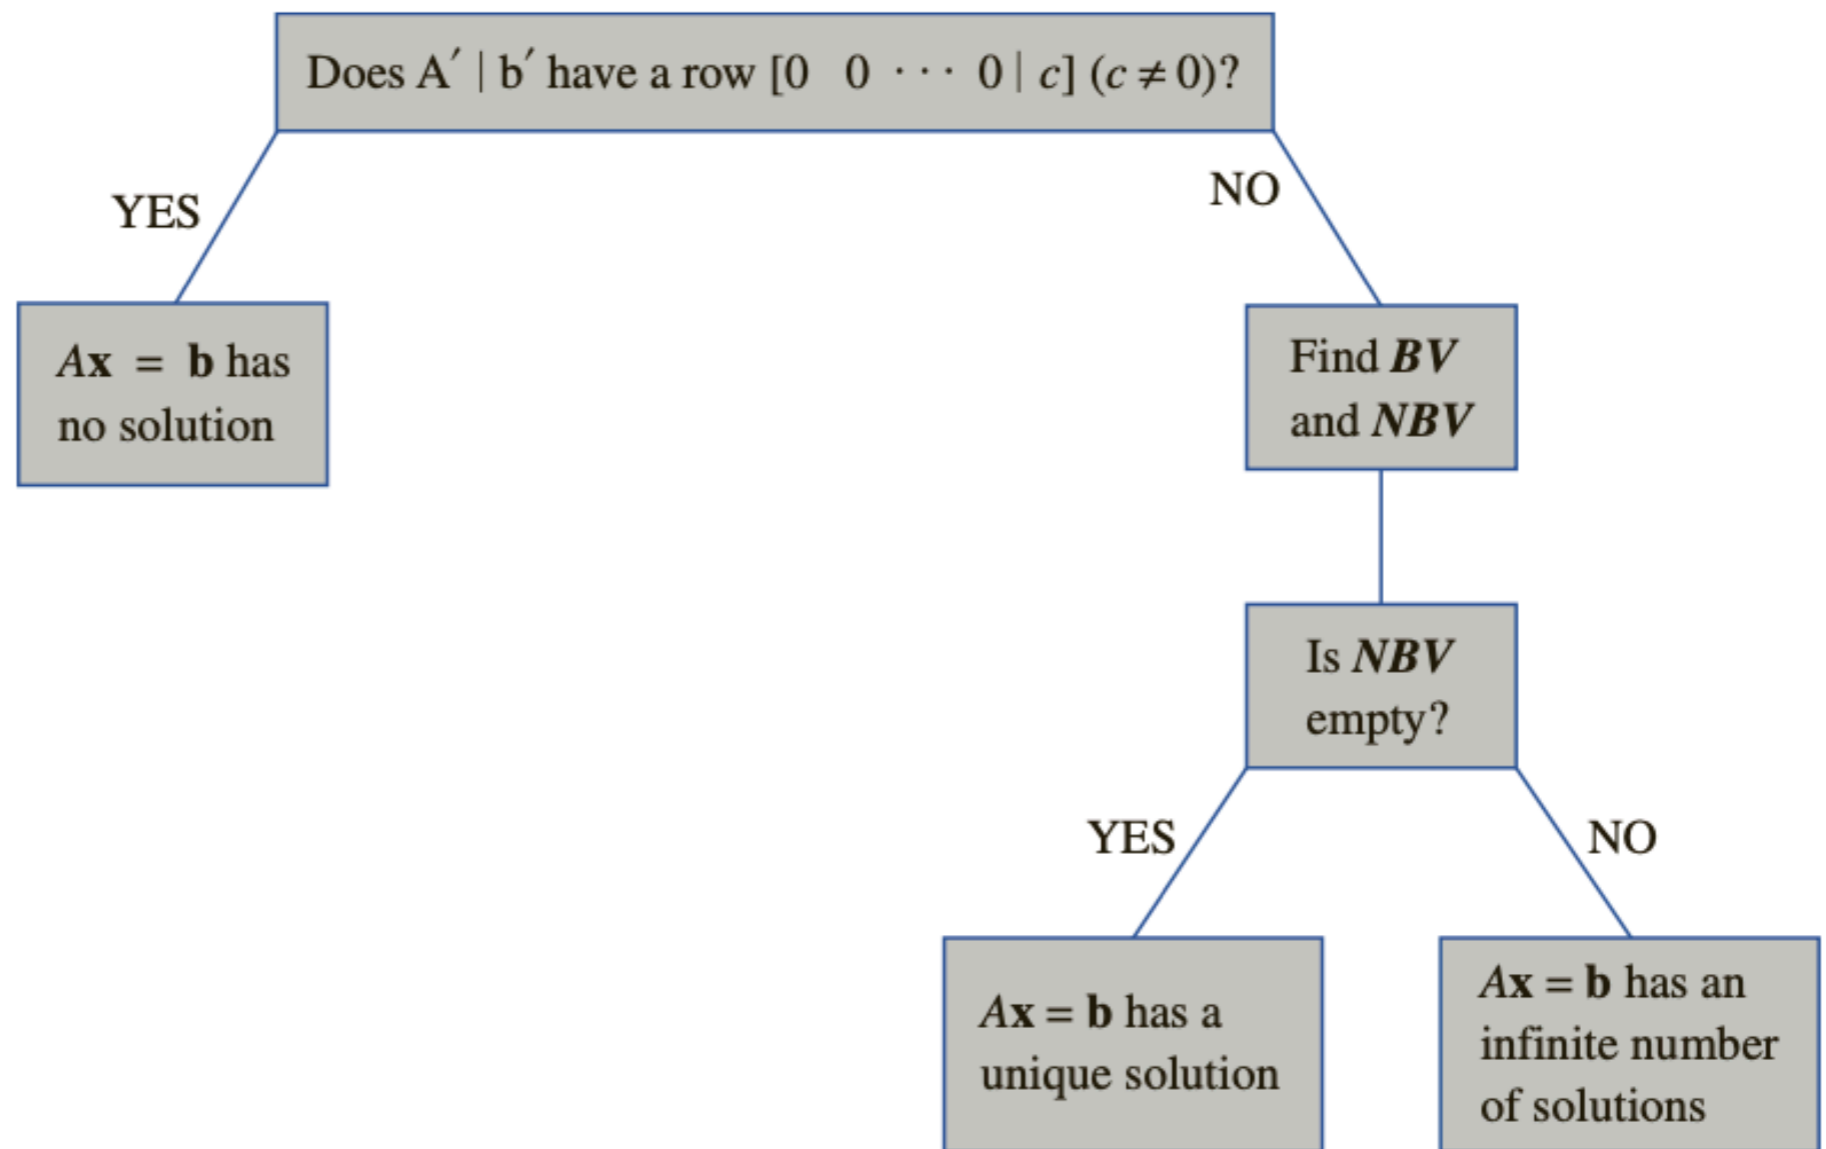 Does A′ | b′ have a row [0 0 · · · 0 | c] (c ≠ 0)?
YES
NO
Ax = b has
no solution
Find BV
and NBV
Is NBV
empty?
YES
NO
Ax = b has a
unique solution
Ax = b has an
infinite number
of solutions